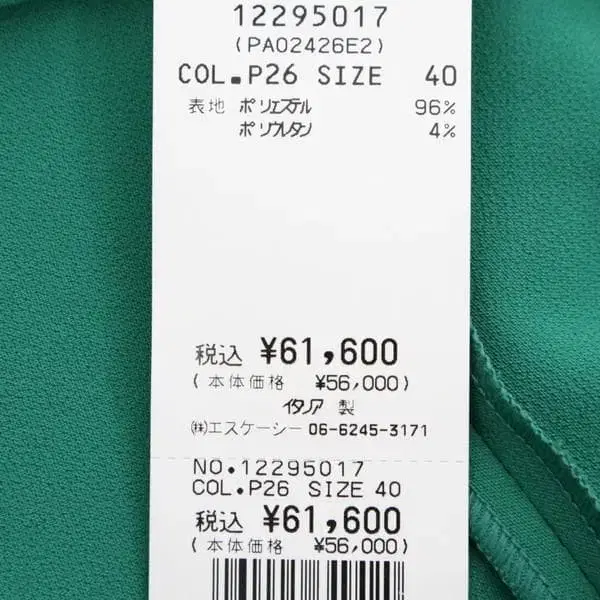 12295017
(PA02426E2)
COL.P26 SIZE 40
表地 ポリエステル 96%
ポリウレタン 4%
税込 ¥61,600
(本体価格 ¥56,000)
イタリア 製
㈱エスケーシー 06-6245-3171
NO.12295017
COL.P26 SIZE 40
税込 ¥61,600
(本体価格 ¥56,000)